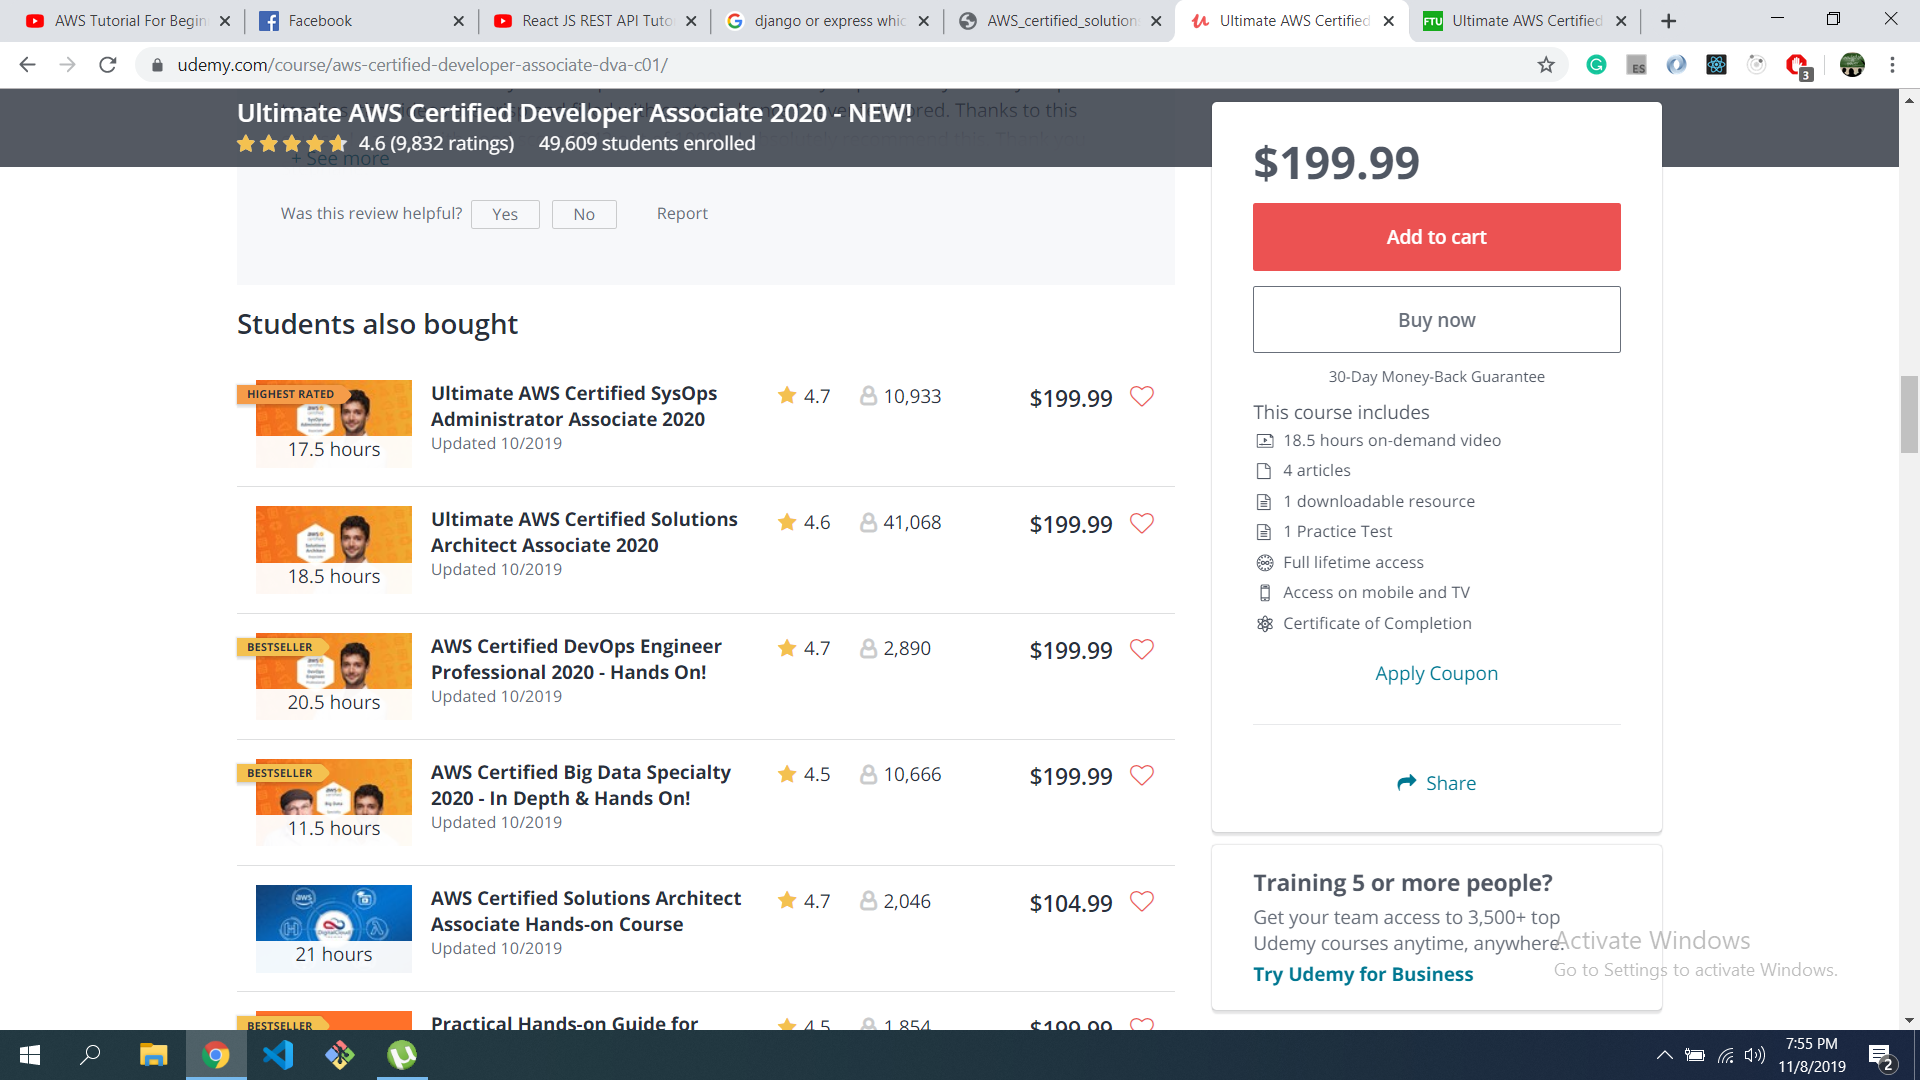 AWS Tutorial For Begin
Facebook
React JS REST API Tuto
django or express whic
AWS_certified_solution
Ultimate AWS Certified
FTU
Ultimate AWS Certified
udemy.com/course/aws-certified-developer-associate-dva-c01/
ES
3
Ultimate AWS Certified Developer Associate 2020 - NEW!
4.6 (9,832 ratings) 49,609 students enrolled
Thanks to this
+ See more
Was this review helpful? Yes No Report
Students also bought
HIGHEST RATED
17.5 hours
Ultimate AWS Certified SysOps
Administrator Associate 2020
Updated 10/2019
4.7 10,933 $199.99
18.5 hours
Ultimate AWS Certified Solutions
Architect Associate 2020
Updated 10/2019
4.6 41,068 $199.99
BESTSELLER
20.5 hours
AWS Certified DevOps Engineer
Professional 2020 - Hands On!
Updated 10/2019
4.7 2,890 $199.99
BESTSELLER
11.5 hours
AWS Certified Big Data Specialty
2020 - In Depth & Hands On!
Updated 10/2019
4.5 10,666 $199.99
21 hours
AWS Certified Solutions Architect
Associate Hands-on Course
Updated 10/2019
4.7 2,046 $104.99
BESTSELLER
Practical Hands-on Guide for
4.5 1,854 $199.99
$199.99
Add to cart
Buy now
30-Day Money-Back Guarantee
This course includes
18.5 hours on-demand video
4 articles
1 downloadable resource
1 Practice Test
Full lifetime access
Access on mobile and TV
Certificate of Completion
Apply Coupon
Share
Training 5 or more people?
Get your team access to 3,500+ top
Udemy courses anytime, anywhere.
Try Udemy for Business
Activate Windows
Go to Settings to activate Windows.
7:55 PM
11/8/2019
2